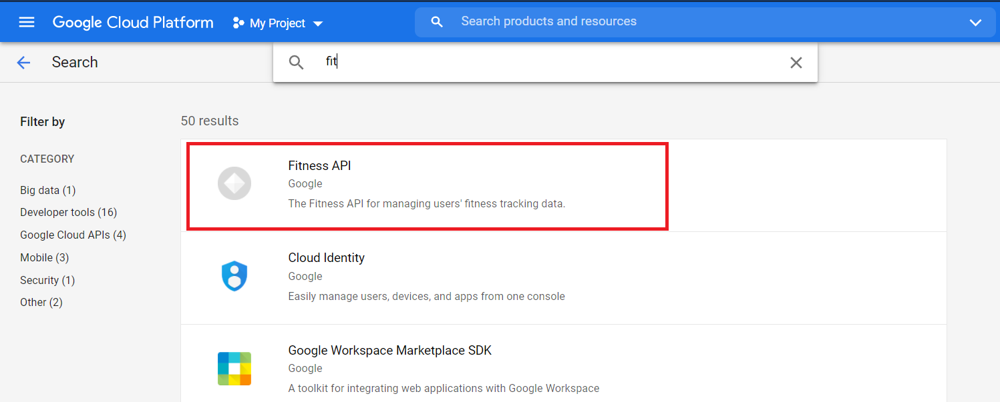 Google Cloud Platform My Project Search products and resources
Search fit
Filter by
CATEGORY
Big data (1)
Developer tools (16)
Google Cloud APIs (4)
Mobile (3)
Security (1)
Other (2)
50 results
Fitness API
Google
The Fitness API for managing users' fitness tracking data.
Cloud Identity
Google
Easily manage users, devices, and apps from one console
Google Workspace Marketplace SDK
Google
A toolkit for integrating web applications with Google Workspace